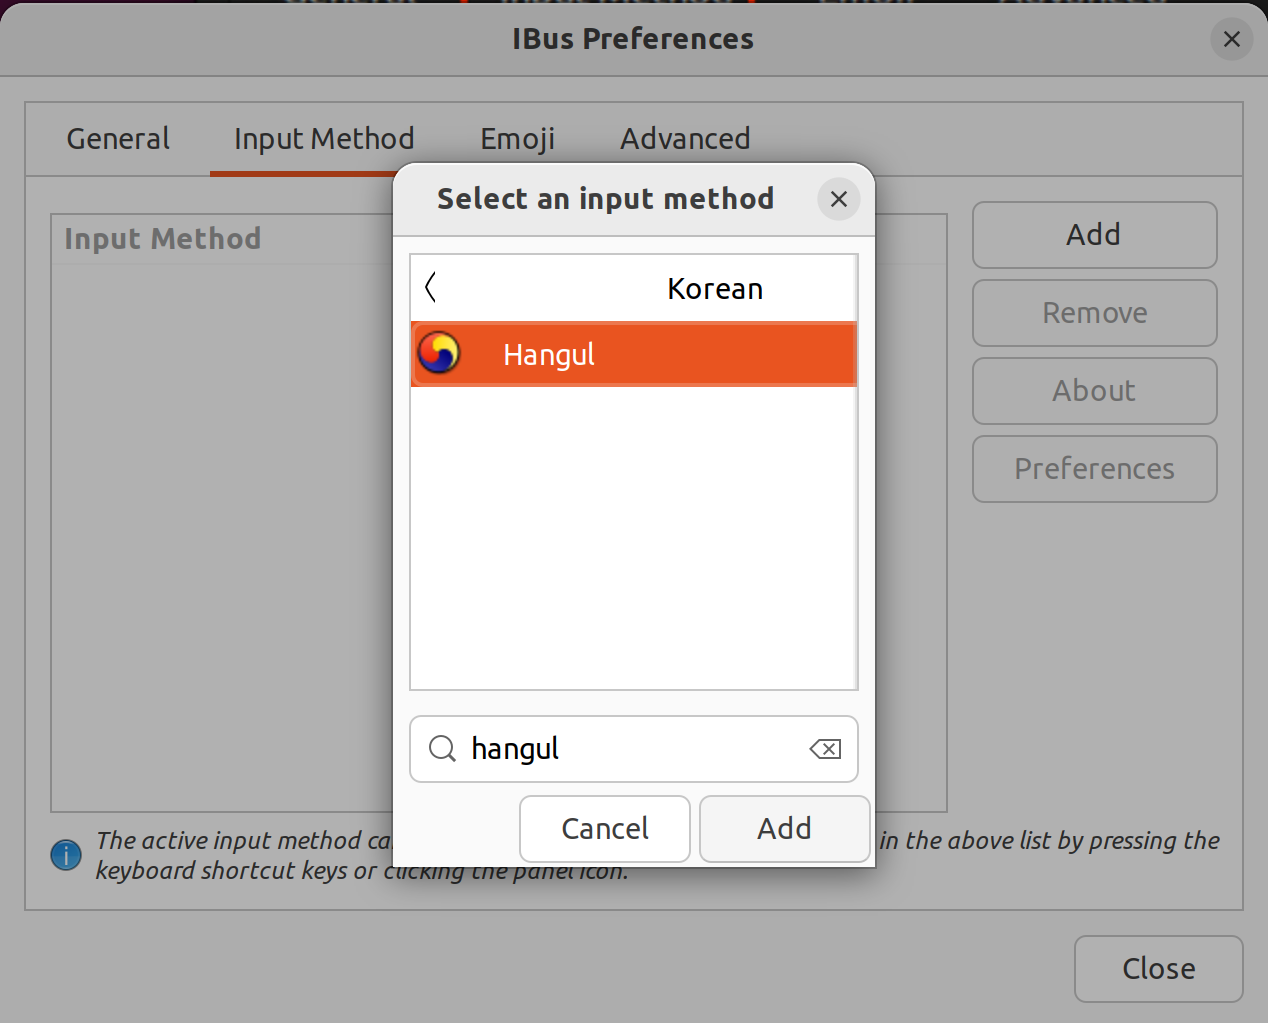 IBus Preferences
General Input Method Emoji Advanced
Select an input method
Input Method
Add
Remove
About
Preferences
Korean
Hangul
hangul
Cancel Add
The active input method in the above list by pressing the
keyboard shortcut keys or clicking the panel icon.
Close